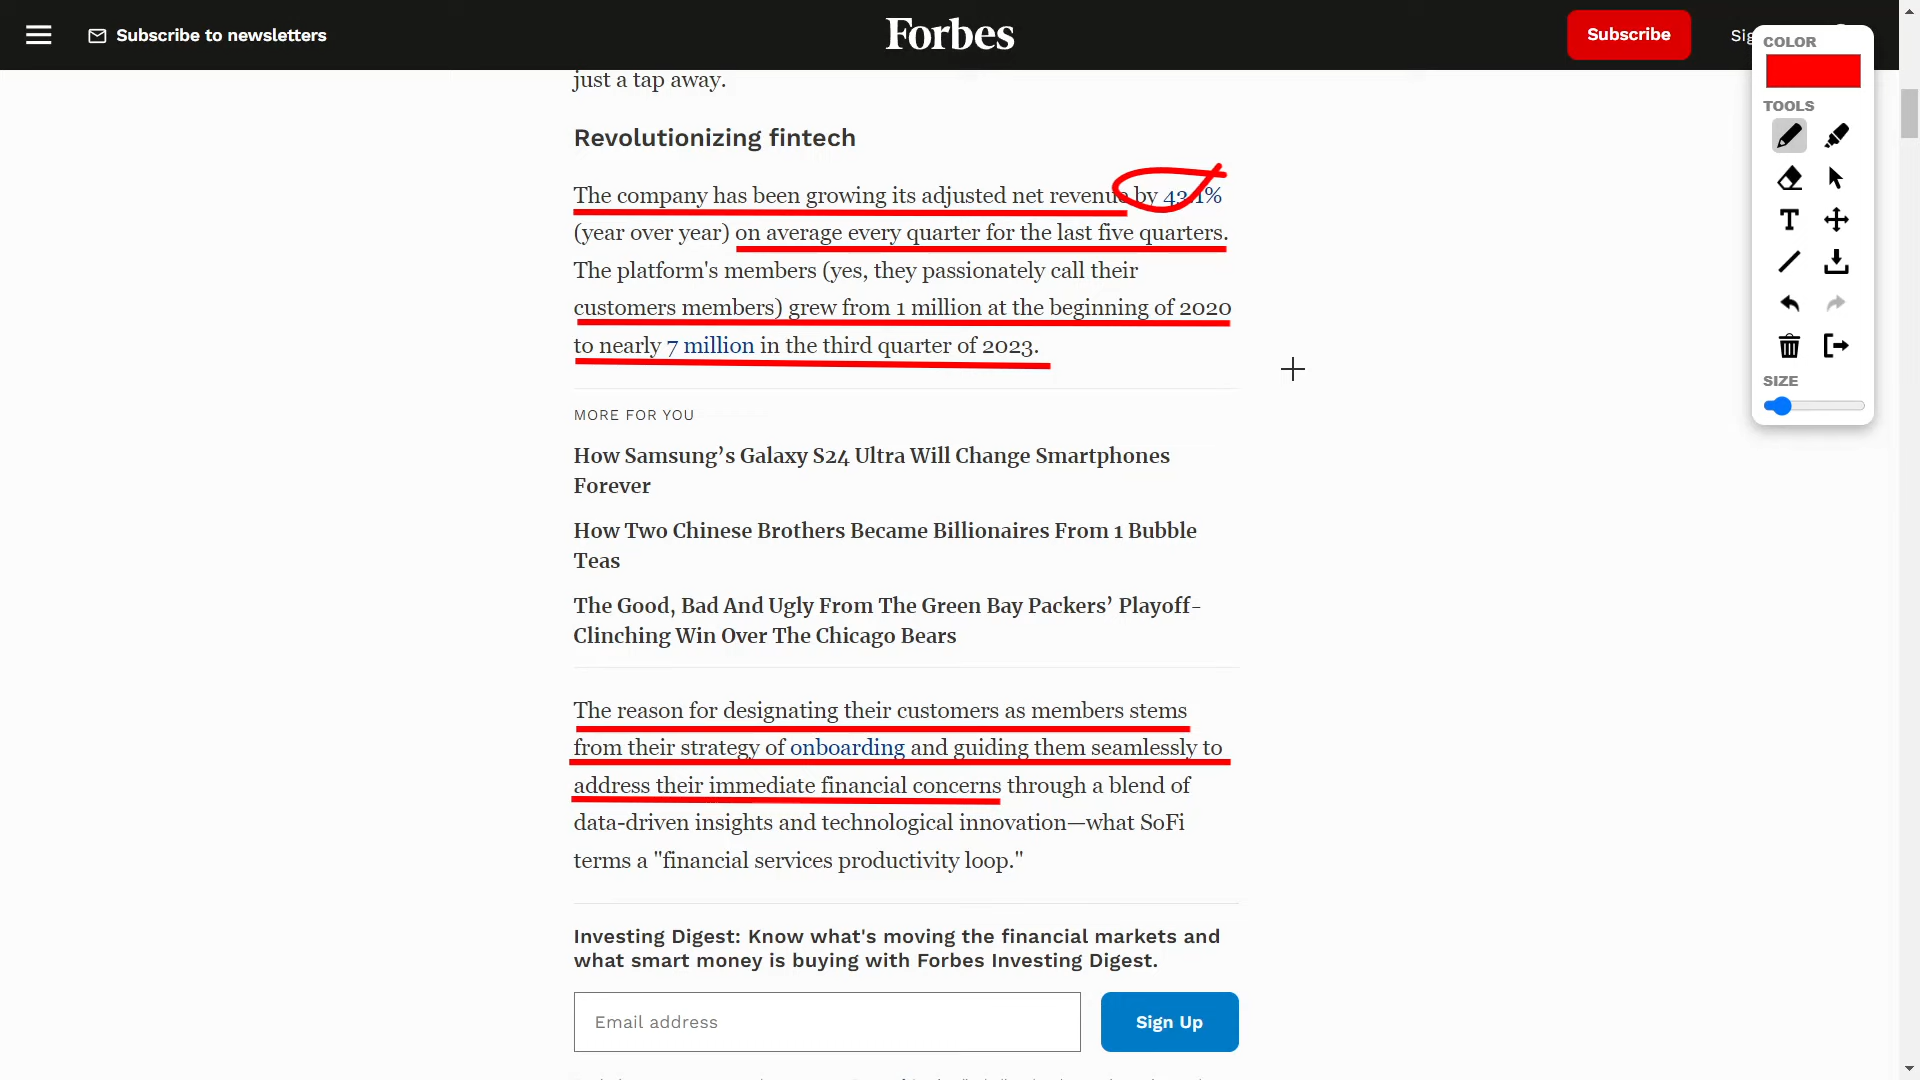 Subscribe to newsletters
Forbes
Subscribe
COLOR
TOOLS
SIZE
just a tap away.
Revolutionizing fintech
The company has been growing its adjusted net revenue by 43.1%
(year over year) on average every quarter for the last five quarters.
The platform's members (yes, they passionately call their
customers members) grew from 1 million at the beginning of 2020
to nearly 7 million in the third quarter of 2023.
MORE FOR YOU
How Samsung’s Galaxy S24 Ultra Will Change Smartphones
Forever
How Two Chinese Brothers Became Billionaires From 1 Bubble
Teas
The Good, Bad And Ugly From The Green Bay Packers’ Playoff-
Clinching Win Over The Chicago Bears
The reason for designating their customers as members stems
from their strategy of onboarding and guiding them seamlessly to
address their immediate financial concerns through a blend of
data-driven insights and technological innovation—what SoFi
terms a "financial services productivity loop."
Investing Digest: Know what's moving the financial markets and
what smart money is buying with Forbes Investing Digest.
Email address
Sign Up